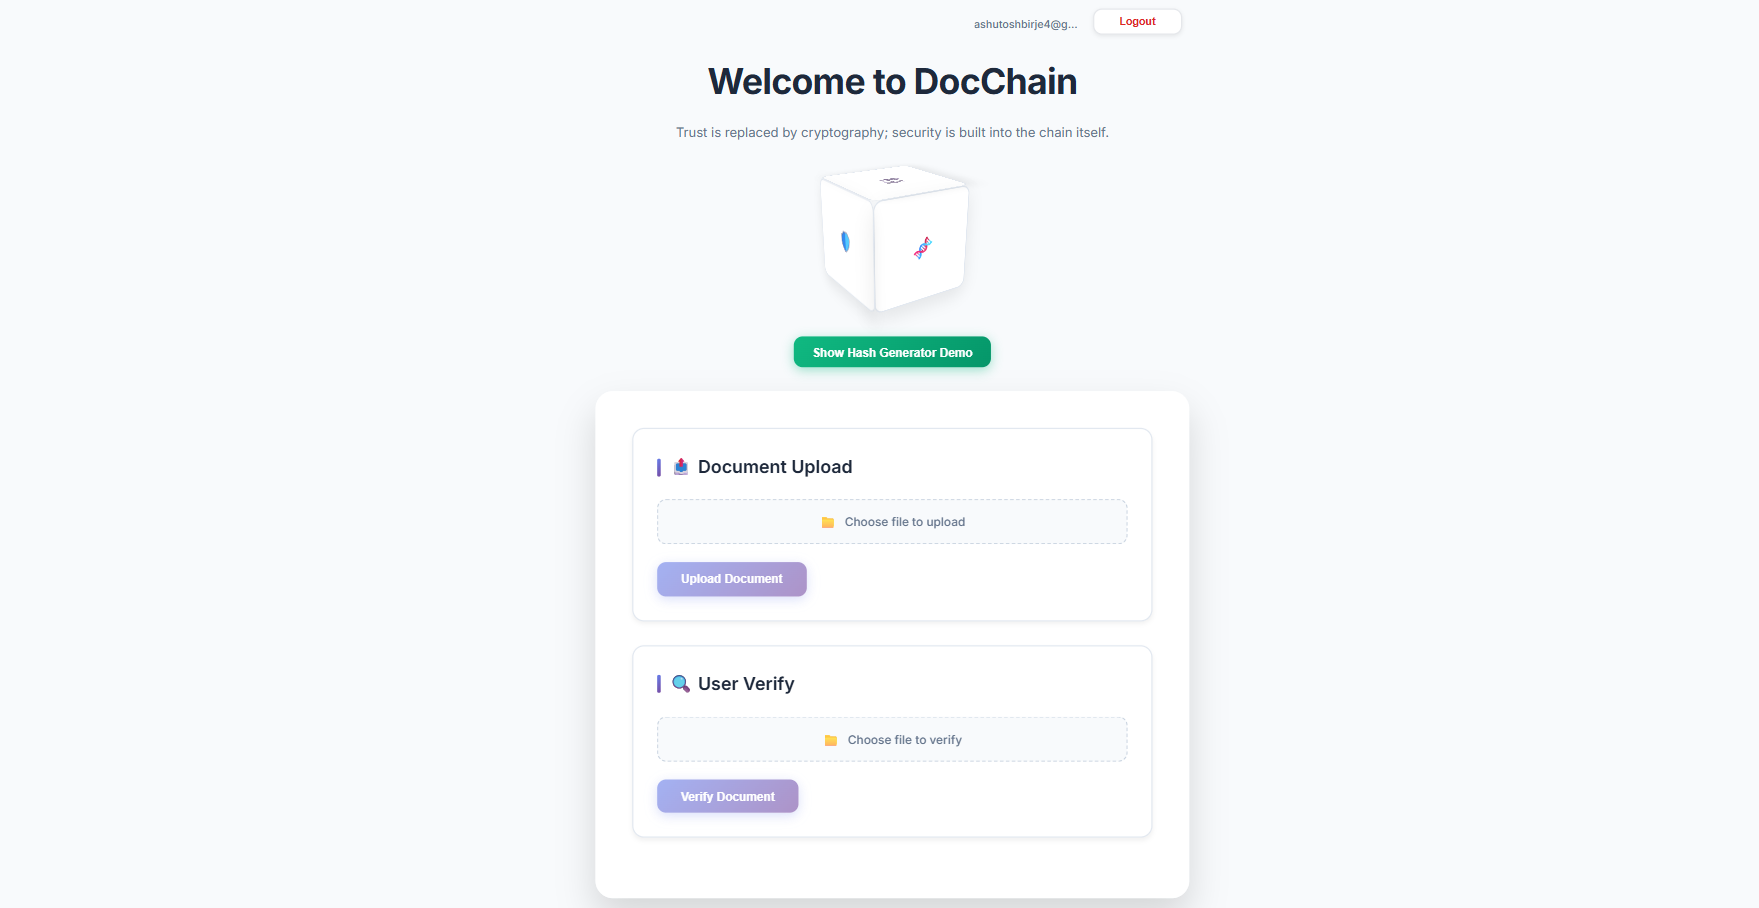 ashutoshbirje4@g...
Logout
Welcome to DocChain
Trust is replaced by cryptography; security is built into the chain itself.
Show Hash Generator Demo
Document Upload
Choose file to upload
Upload Document
User Verify
Choose file to verify
Verify Document